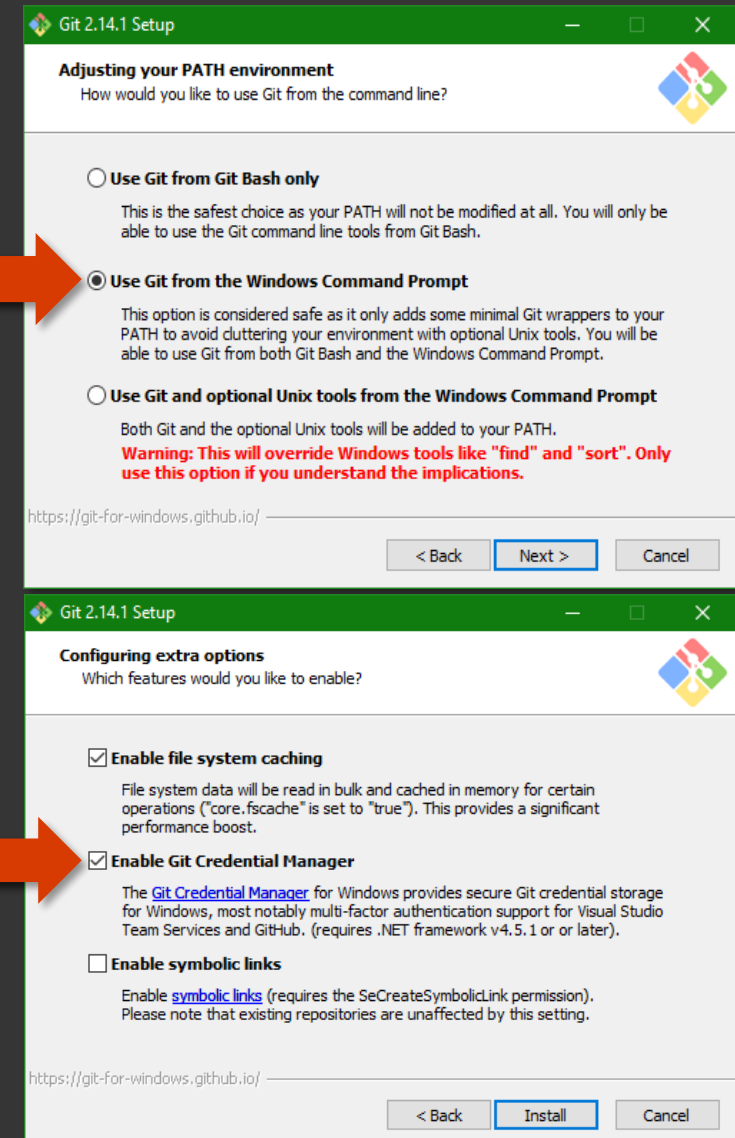 Git 2.14.1 Setup
Adjusting your PATH environment
How would you like to use Git from the command line?
Use Git from Git Bash only
This is the safest choice as your PATH will not be modified at all. You will only be
able to use the Git command line tools from Git Bash.
Use Git from the Windows Command Prompt
This option is considered safe as it only adds some minimal Git wrappers to your
PATH to avoid cluttering your environment with optional Unix tools. You will be
able to use Git from both Git Bash and the Windows Command Prompt.
Use Git and optional Unix tools from the Windows Command Prompt
Both Git and the optional Unix tools will be added to your PATH.
Warning: This will override Windows tools like "find" and "sort". Only
use this option if you understand the implications.
https://git-for-windows.github.io/
< Back Next > Cancel
Git 2.14.1 Setup
Configuring extra options
Which features would you like to enable?
Enable file system caching
File system data will be read in bulk and cached in memory for certain
operations ("core.fscache" is set to "true"). This provides a significant
performance boost.
Enable Git Credential Manager
The Git Credential Manager for Windows provides secure Git credential storage
for Windows, most notably multi-factor authentication support for Visual Studio
Team Services and GitHub. (requires .NET framework v4.5.1 or or later).
Enable symbolic links
Enable symbolic links (requires the SeCreateSymbolicLink permission).
Please note that existing repositories are unaffected by this setting.
https://git-for-windows.github.io/
< Back Install Cancel